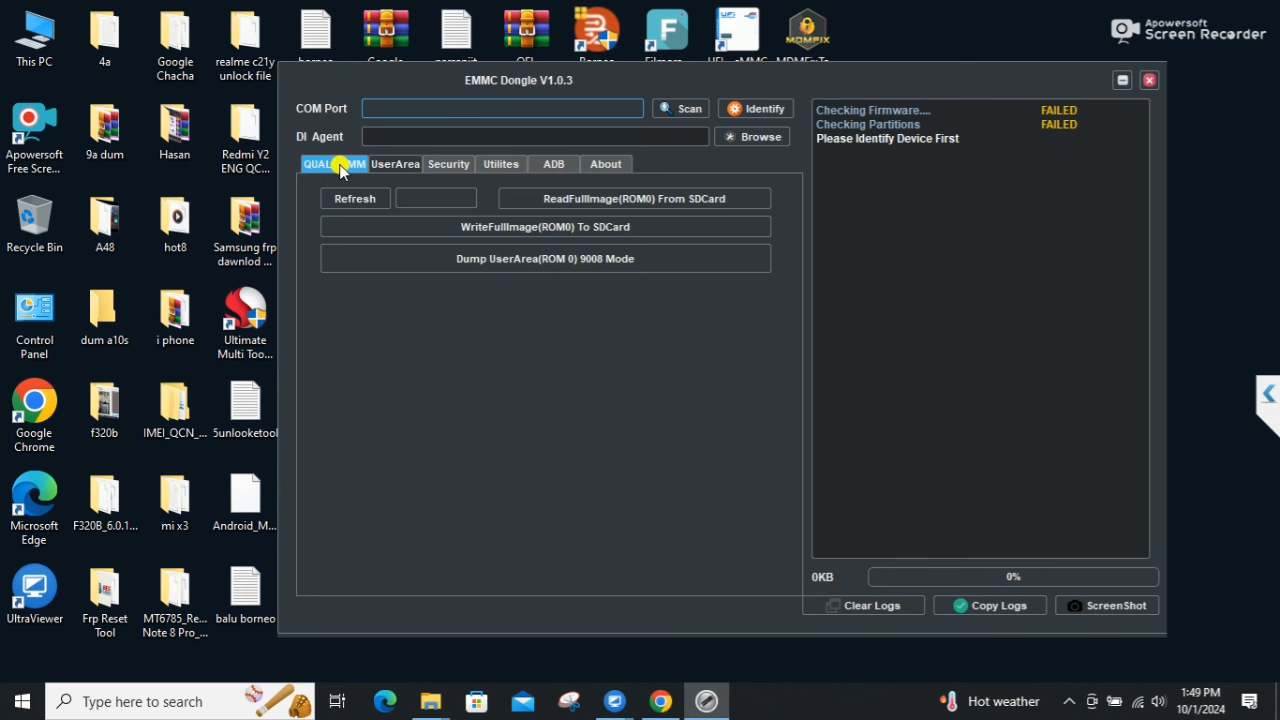 This PC
4a
Google
Chacha
realme c21y
unlock file
Apowersoft
Screen Recorder
EMMC Dongle V1.0.3
COM Port
Scan
Identify
DI Agent
Browse
UserArea
Security
Utilites
ADB
About
Refresh
ReadFullImage(ROM0) From SDCard
WriteFullImage(ROM0) To SDCard
Dump UserArea(ROM 0) 9008 Mode
Checking Firmware.... FAILED
Checking Partitions FAILED
Please Identify Device First
0KB
0%
Clear Logs
Copy Logs
ScreenShot
Apowersoft
Free Scre...
9a dum
Hasan
Redmi Y2
ENG QC...
Recycle Bin
A48
hot8
Samsung frp
dawnlod ...
Control
Panel
dum a10s
i phone
Ultimate
Multi Too...
Google
Chrome
f320b
IMEI_QCN_...
5unlooketool
Microsoft
Edge
F320B_6.0.1...
mi x3
Android_M...
UltraViewer
Frp Reset
Tool
MT6785_Re...
Note 8 Pro_...
balu borneo
Type here to search
Hot weather
1:49 PM
10/1/2024